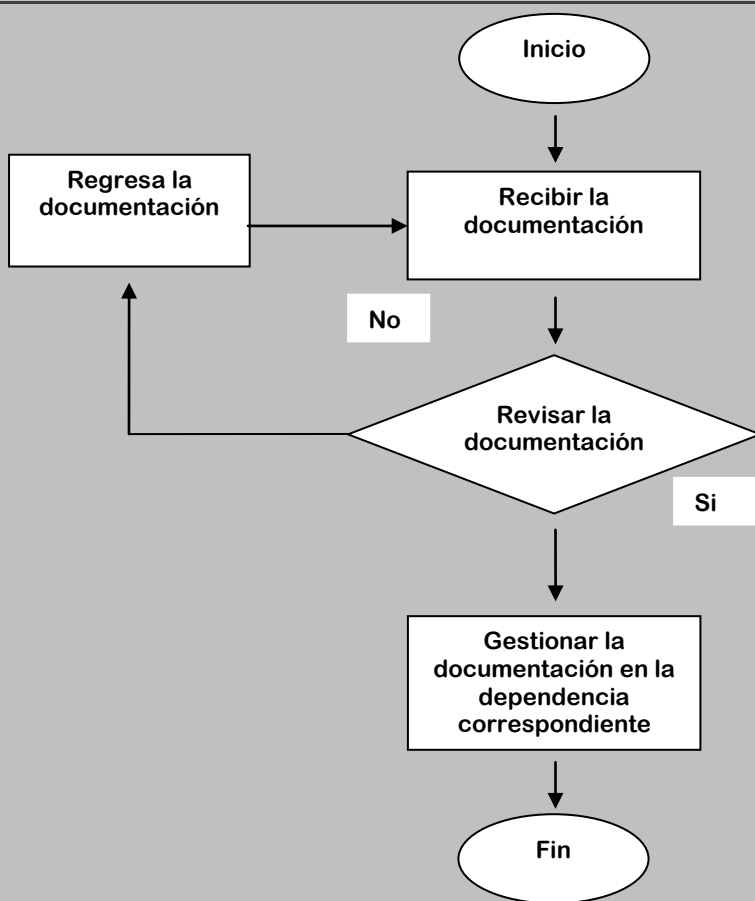 Inicio
Regresa la
documentación
Recibir la
documentación
No
Revisar la
documentación
Si
Gestionar la
documentación en la
dependencia
correspondiente
Fin